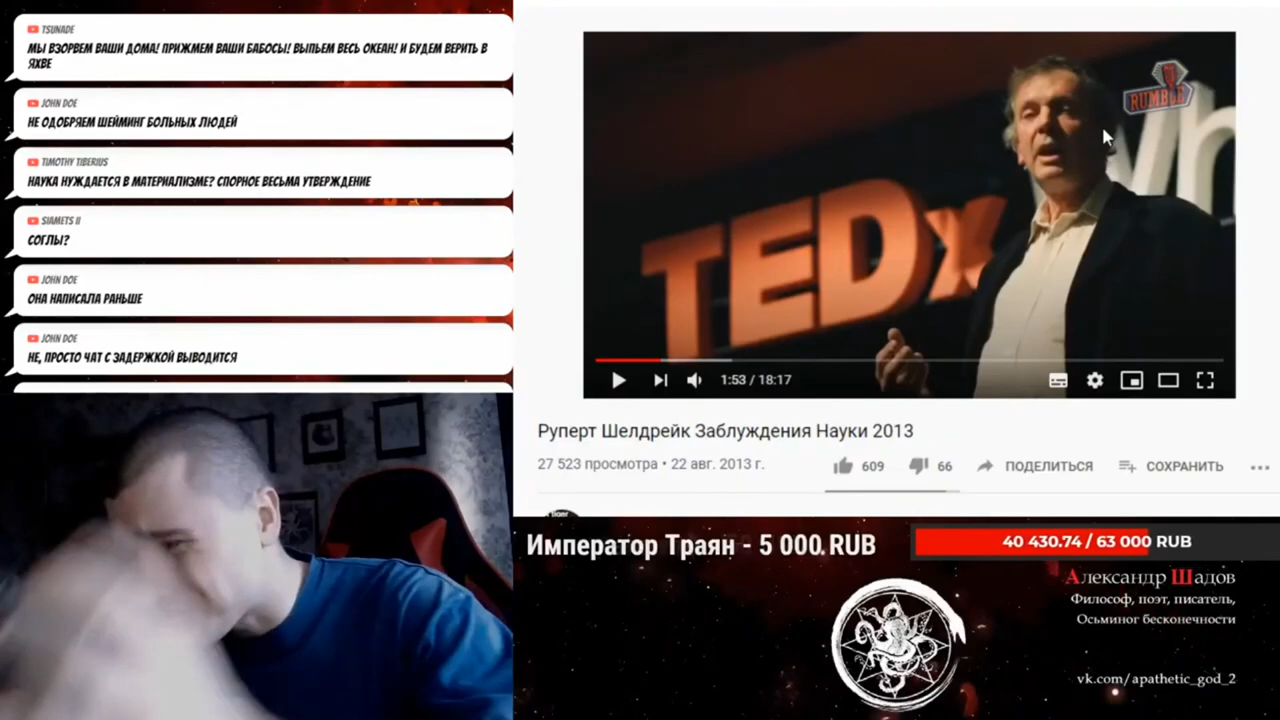 TSUNADE
МЫ ВЗОРВЕМ ВАШИ ДОМА! ПРИЖМЕМ ВАШИ БАБОСЫ! ВЫПЬЕМ ВЕСЬ ОКЕАН! И БУДЕМ ВЕРИТЬ В
ЯХВЕ
JOHN DOE
НЕ ОДОБРЯЕМ ШЕЙМИНГ БОЛЬНЫХ ЛЮДЕЙ
TIMOTHY TIBERIUS
НАУКА НУЖДАЕТСЯ В МАТЕРИАЛИЗМЕ? СПОРНОЕ ВЕСЬМА УТВЕРЖДЕНИЕ
SIAMETS II
СОГЛЫ?
JOHN DOE
ОНА НАПИСАЛА РАНЬШЕ
JOHN DOE
НЕ, ПРОСТО ЧАТ С ЗАДЕРЖКОЙ ВЫВОДИТСЯ
RUMBLE
TEDx
Wh
1:53 / 18:17
Руперт Шелдрейк Заблуждения Науки 2013
27 523 просмотра • 22 авг. 2013 г.
609
66
ПОДЕЛИТЬСЯ
СОХРАНИТЬ
Император Траян - 5 000 RUB
40 430.74 / 63 000 RUB
Александр Шадов
Философ, поэт, писатель,
Осьминог бесконечности
vk.com/apathetic_god_2